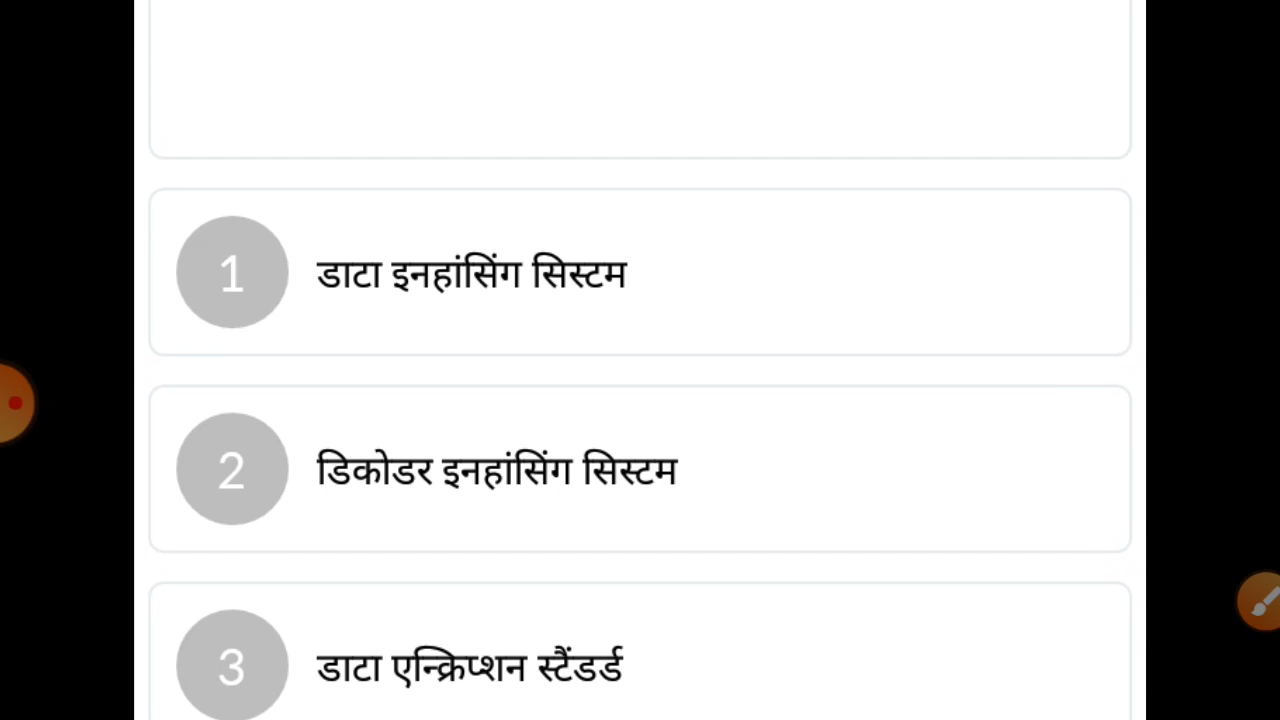 1 डाटा इनहांसिंग सिस्टम
2 डिकोडर इनहांसिंग सिस्टम
3 डाटा एन्क्रिप्शन स्टैंडर्ड